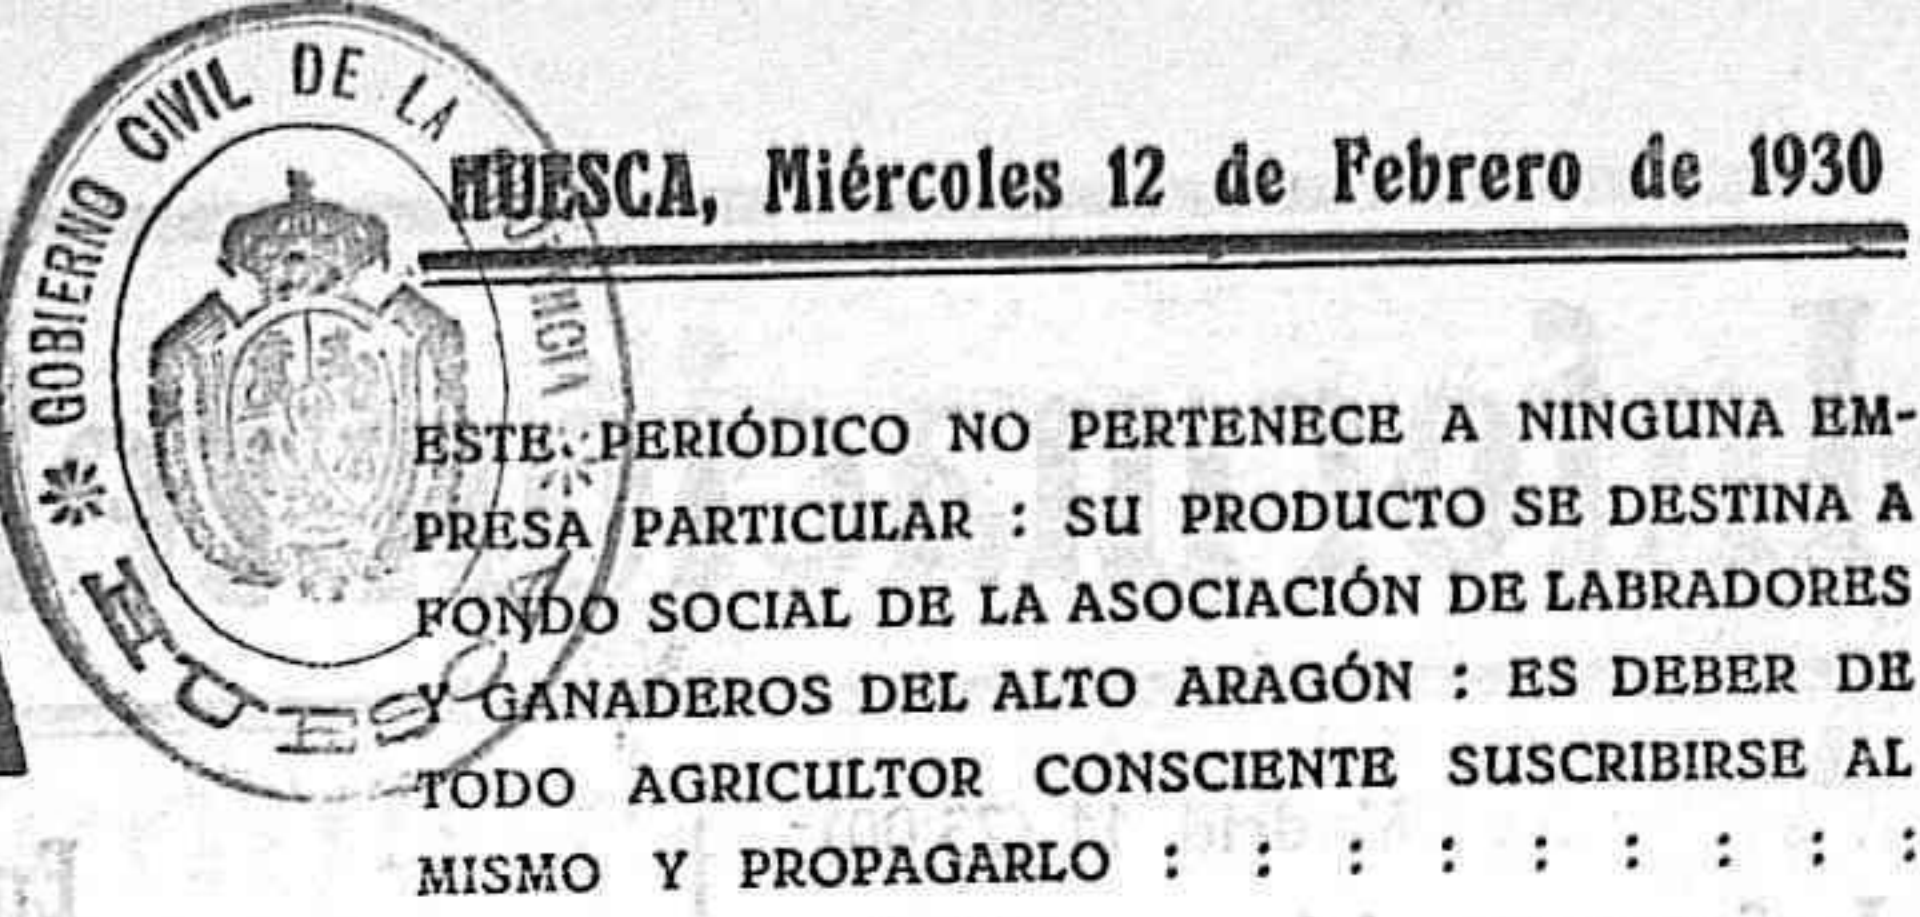 GOBIERNO CIVIL DE LA
HUESCA
HUESCA, Miércoles 12 de Febrero de 1930
ESTE PERIÓDICO NO PERTENECE A NINGUNA EM-
PRESA PARTICULAR : SU PRODUCTO SE DESTINA A
FONDO SOCIAL DE LA ASOCIACIÓN DE LABRADORES
Y GANADEROS DEL ALTO ARAGÓN : ES DEBER DE
TODO AGRICULTOR CONSCIENTE SUSCRIBIRSE AL
MISMO Y PROPAGARLO : : : : : : : : :